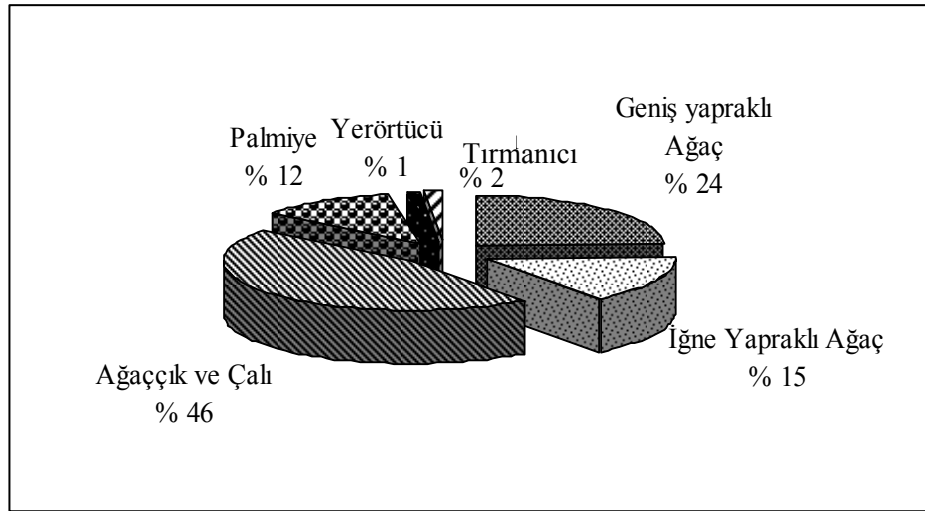 Geniş yapraklı
Ağaç
% 24
Yerörtücü
% 1
Palmiye
% 12
Tırmanıcı
% 2
İğne Yapraklı Ağaç
% 15
Ağaççık ve Çalı
% 46